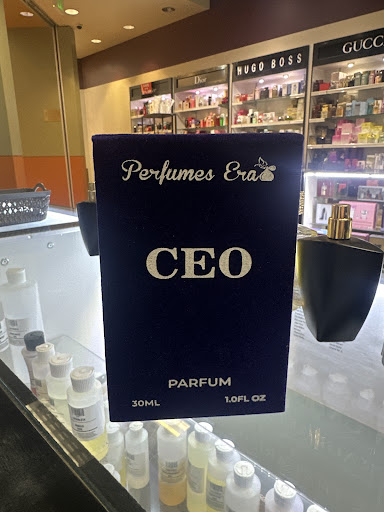 Dior
HUGO BOSS
GUCCI
Perfumes Era
CEO
PARFUM
30ML 1.0FL OZ